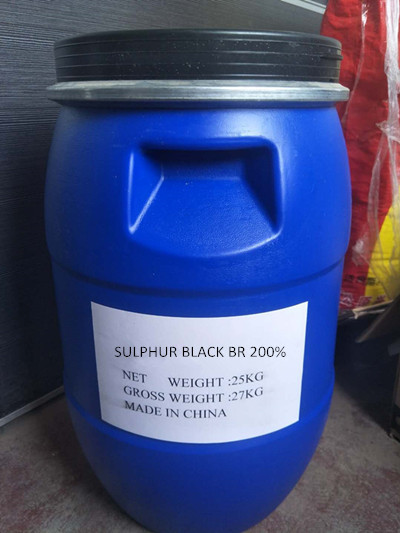 SULPHUR BLACK BR 200%
NET WEIGHT :25KG
GROSS WEIGHT :27KG
MADE IN CHINA